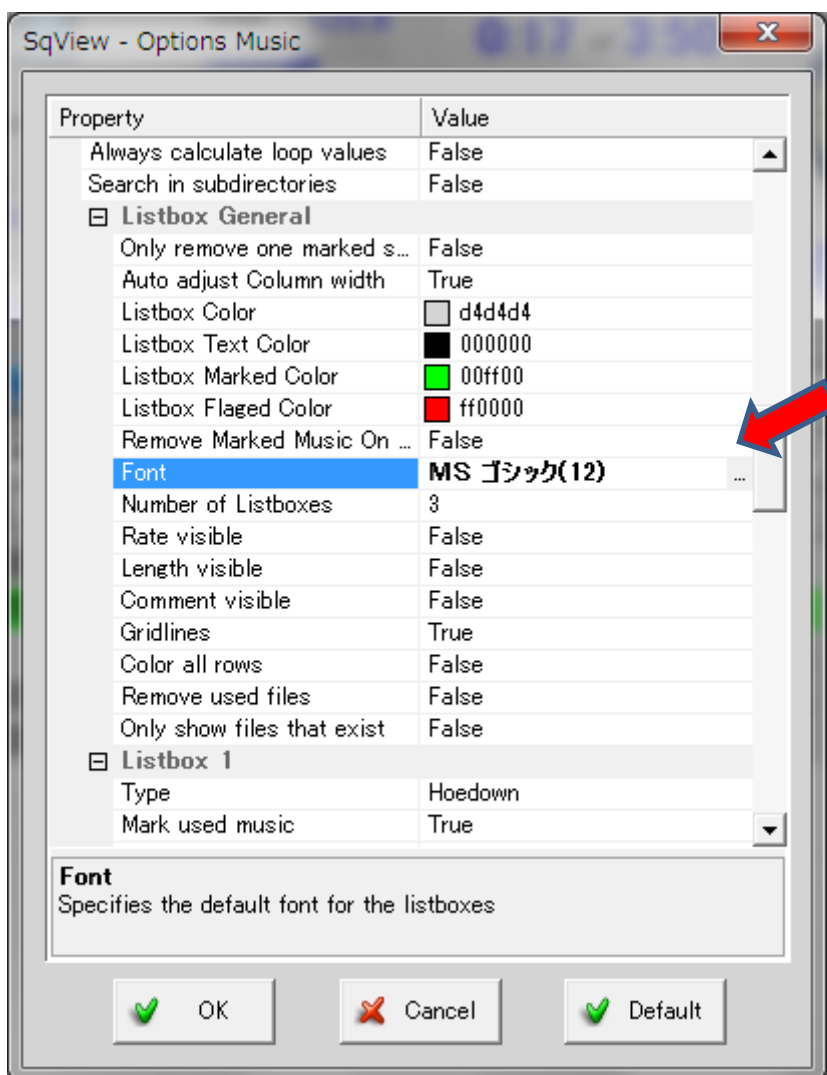 SqView - Options Music
Property Value
Always calculate loop values False
Search in subdirectories False
Listbox General
Only remove one marked s... False
Auto adjust Column width True
Listbox Color d4d4d4
Listbox Text Color 000000
Listbox Marked Color 00ff00
Listbox Flaged Color ff0000
Remove Marked Music On ... False
Font MS ゴシック(12) ...
Number of Listboxes 3
Rate visible False
Length visible False
Comment visible False
Gridlines True
Color all rows False
Remove used files False
Only show files that exist False
Listbox 1
Type Hoedown
Mark used music True
Font
Specifies the default font for the listboxes
OK Cancel Default